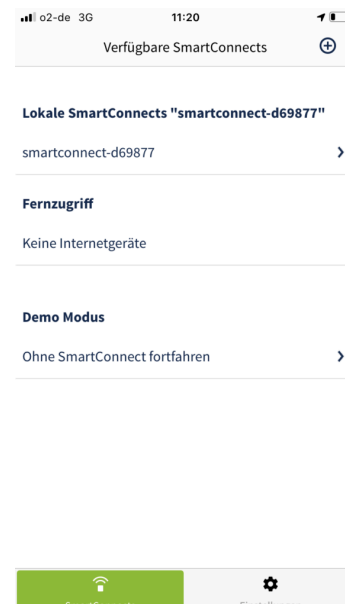 o2-de 3G 11:20
Verfügbare SmartConnects
Lokale SmartConnects "smartconnect-d69877"
smartconnect-d69877
Fernzugriff
Keine Internetgeräte
Demo Modus
Ohne SmartConnect fortfahren